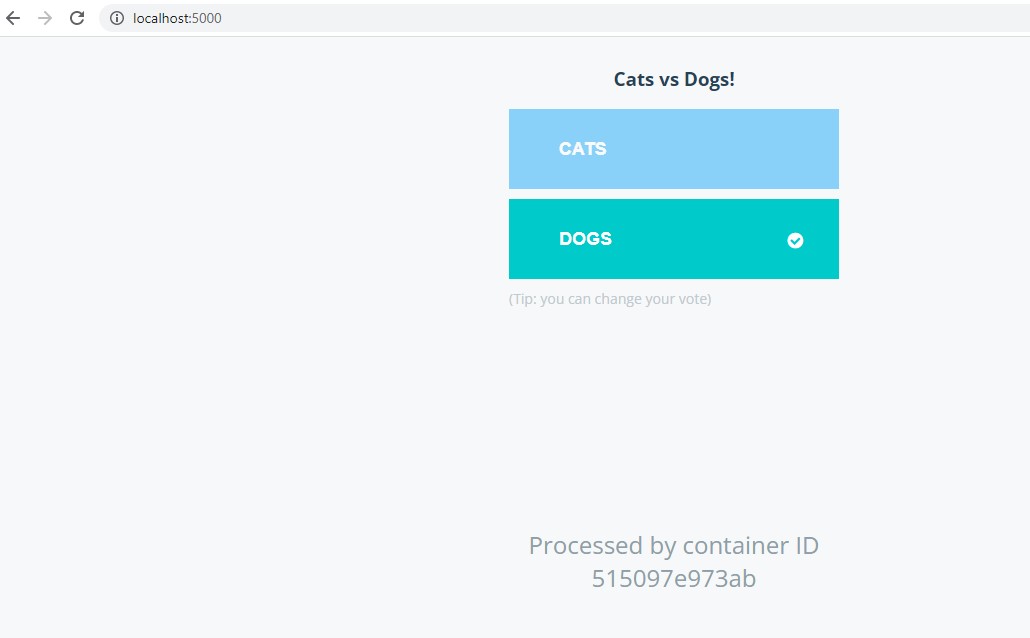 localhost:5000
Cats vs Dogs!
CATS
DOGS
(Tip: you can change your vote)
Processed by container ID
515097e973ab